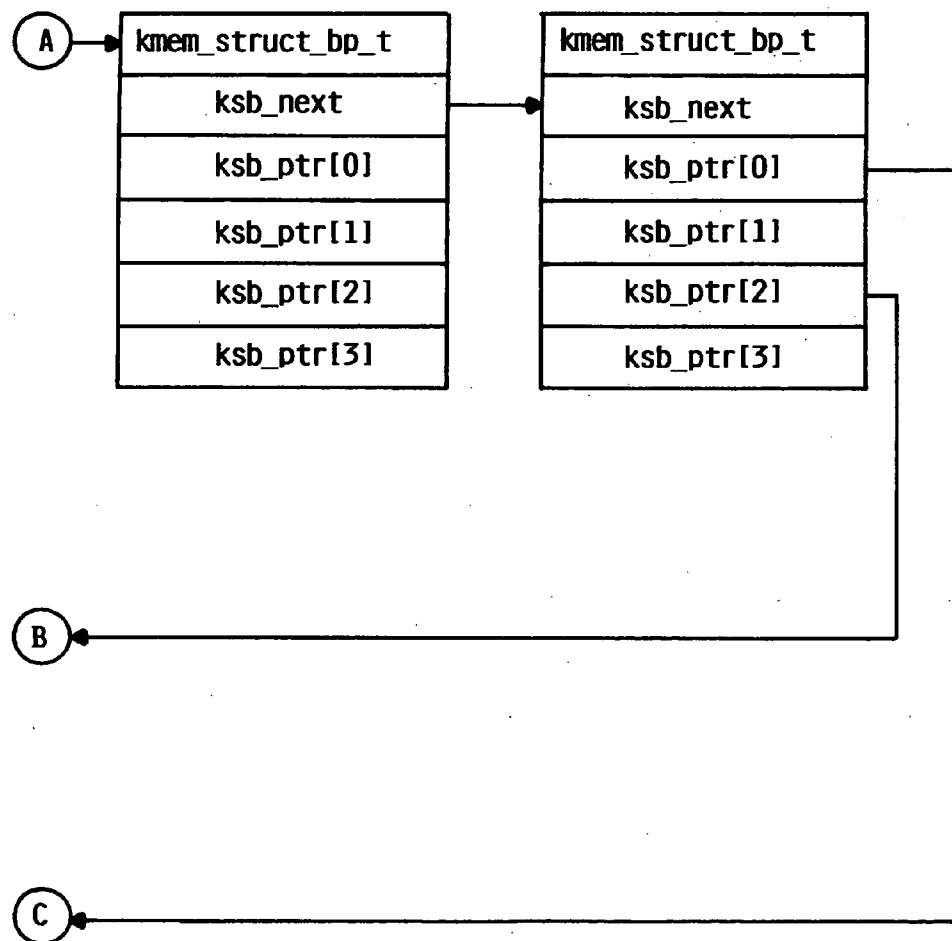 A
kmem_struct_bp_t
kmem_struct_bp_t
ksb_next
ksb_next
ksb_ptr[0]
ksb_ptr[0]
ksb_ptr[1]
ksb_ptr[1]
ksb_ptr[2]
ksb_ptr[2]
ksb_ptr[3]
ksb_ptr[3]
B
C